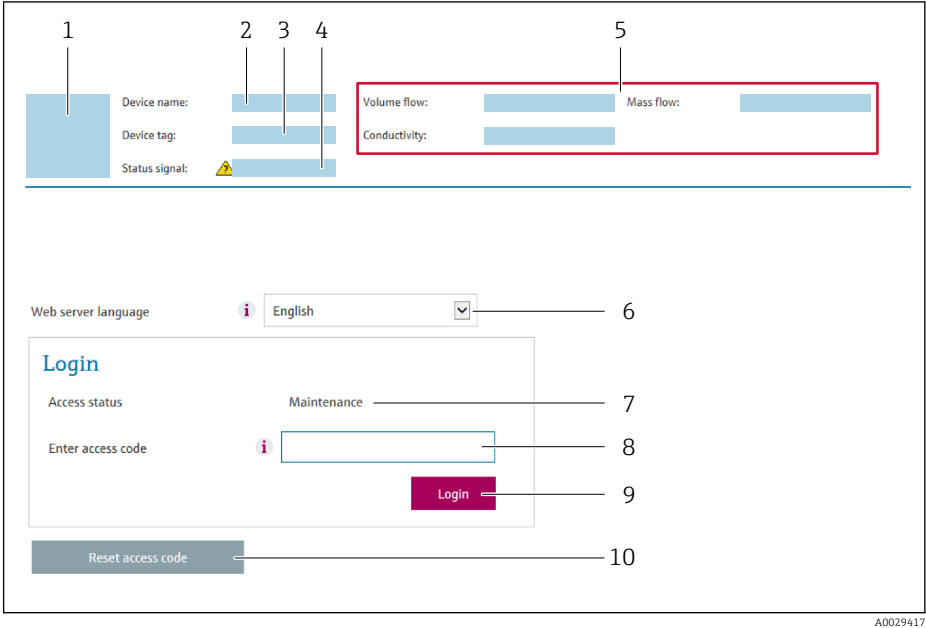 1 2 3 4 5
Device name: Volume flow: Mass flow:
Device tag: Conductivity:
Status signal: ?
Web server language i English 6
Login
Access status Maintenance 7
Enter access code i 8
Login 9
Reset access code 10
A0029417